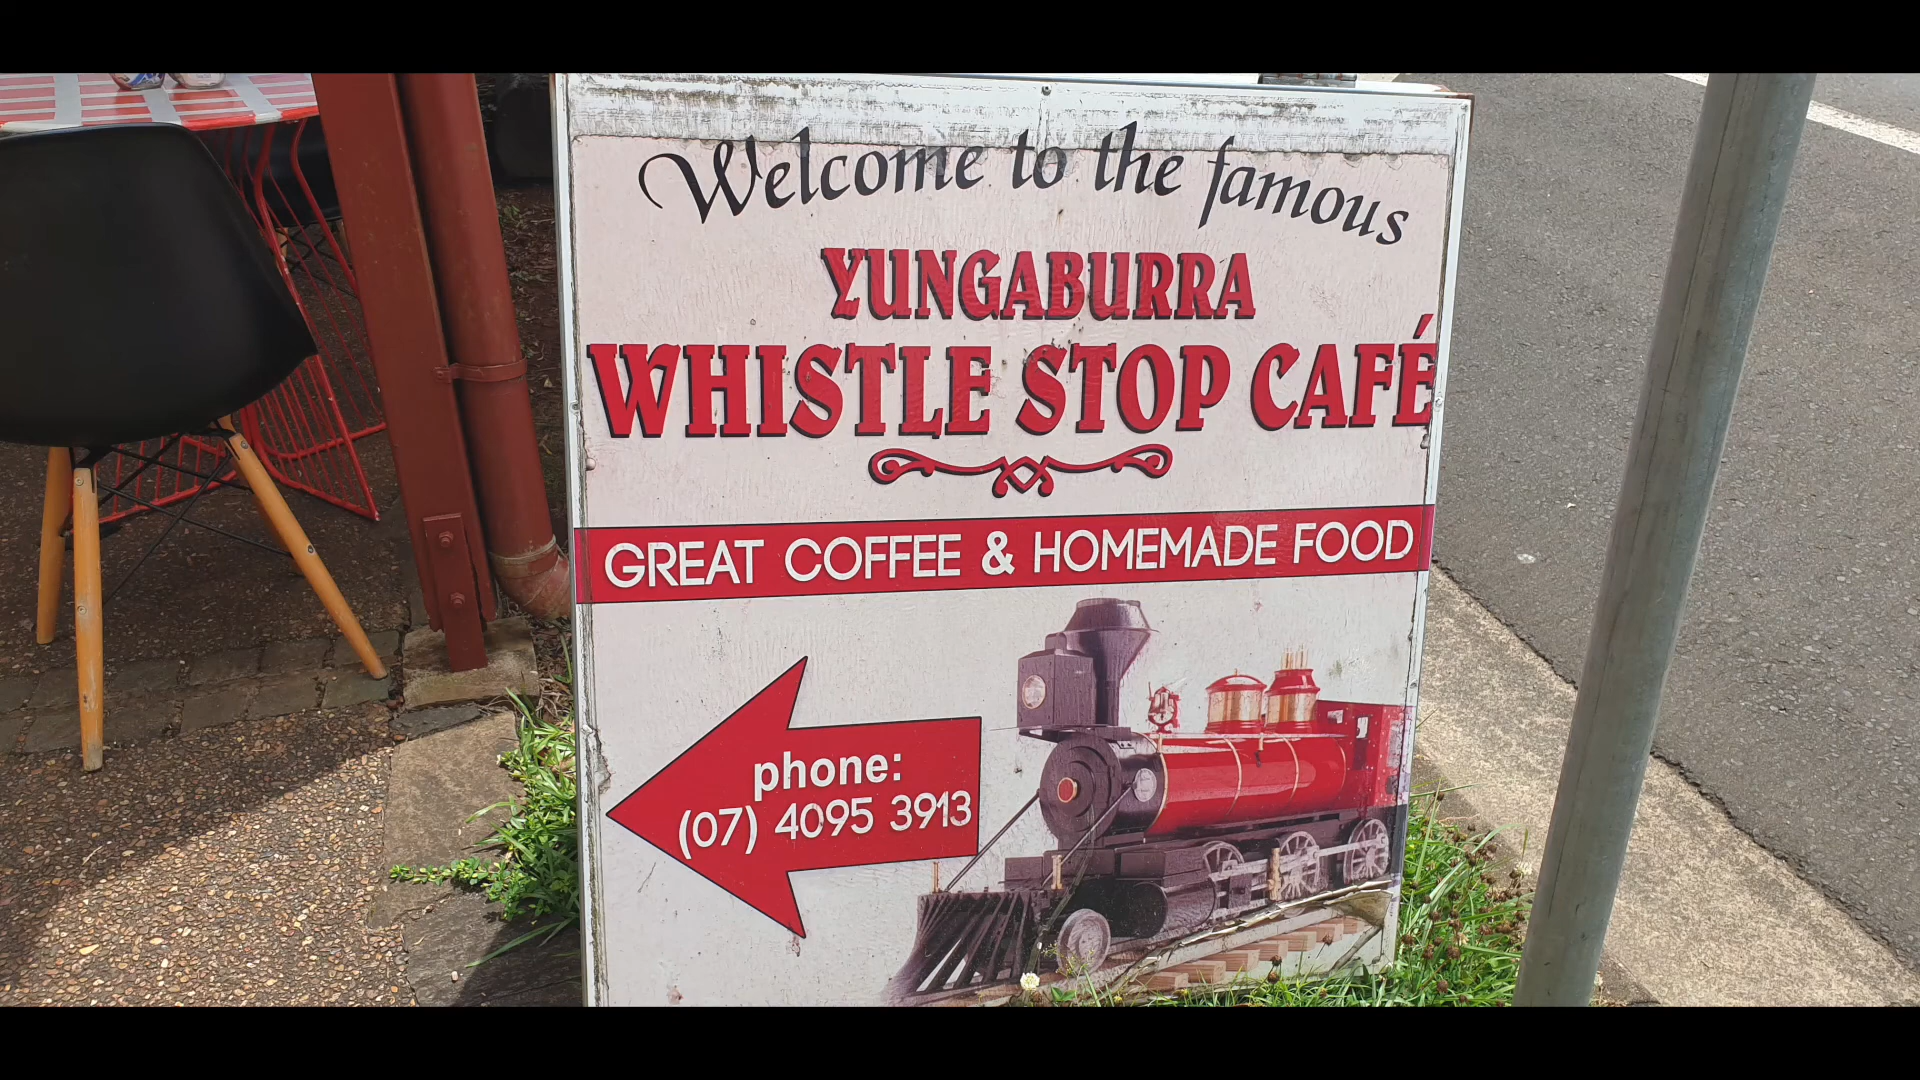 Welcome to the famous
YUNGABURRA
WHISTLE STOP CAFÉ
GREAT COFFEE & HOMEMADE FOOD
phone:
(07) 4095 3913